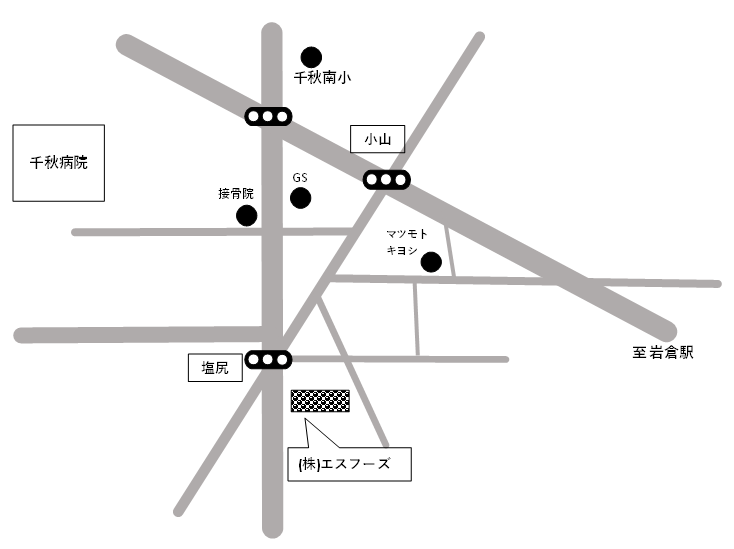 千秋南小
小山
千秋病院
GS
接骨院
マツモト
キヨシ
至岩倉駅
塩尻
(株)エスフーズ